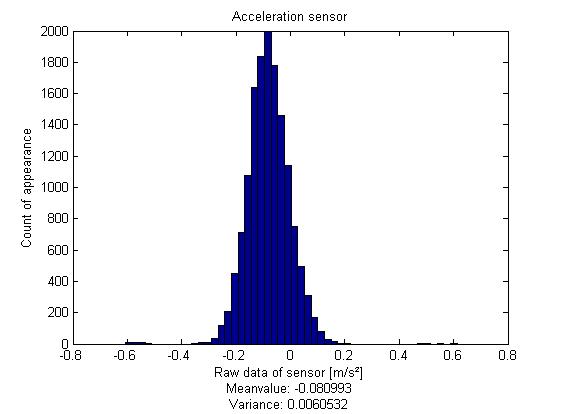 Acceleration sensor
2000
1800
1600
1400
1200
1000
800
600
400
200
0
Count of appearance
-0.8 -0.6 -0.4 -0.2 0 0.2 0.4 0.6 0.8
Raw data of sensor [m/s²]
Meanvalue: -0.080993
Variance: 0.0060532